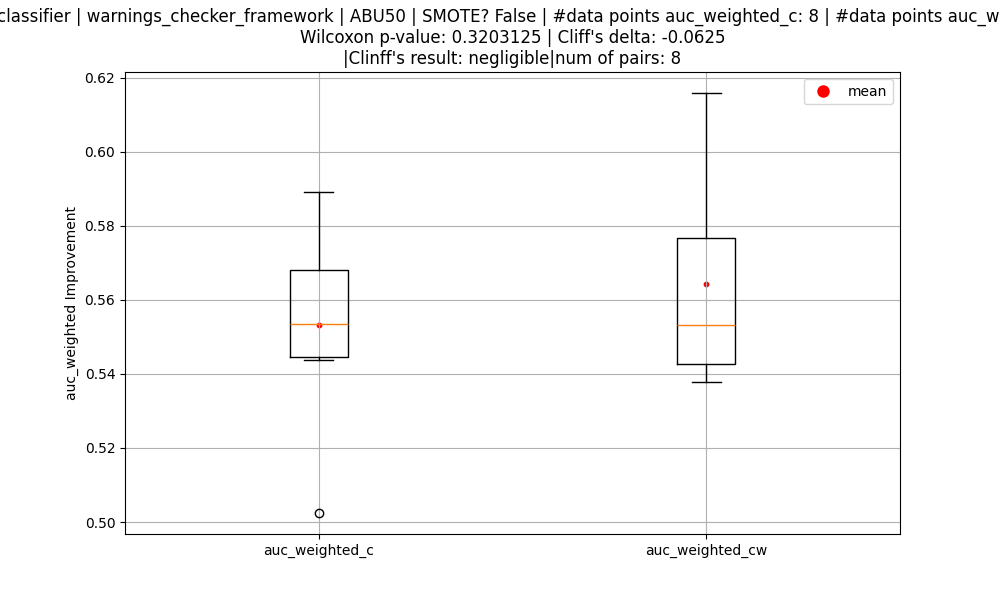 classifier | warnings_checker_framework | ABU50 | SMOTE? False | #data points auc_weighted_c: 8 | #data points auc_w
Wilcoxon p-value: 0.3203125 | Cliff's delta: -0.0625
|Clinff's result: negligible|num of pairs: 8
mean
0.62
0.60
0.58
0.56
0.54
0.52
0.50
auc_weighted Improvement
auc_weighted_c
auc_weighted_cw